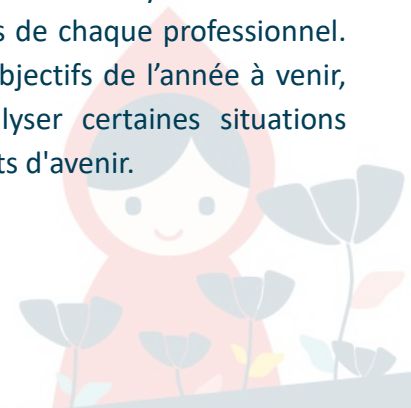 s de chaque professionnel.
bjectifs de l’année à venir,
lyser certaines situations
ts d'avenir.